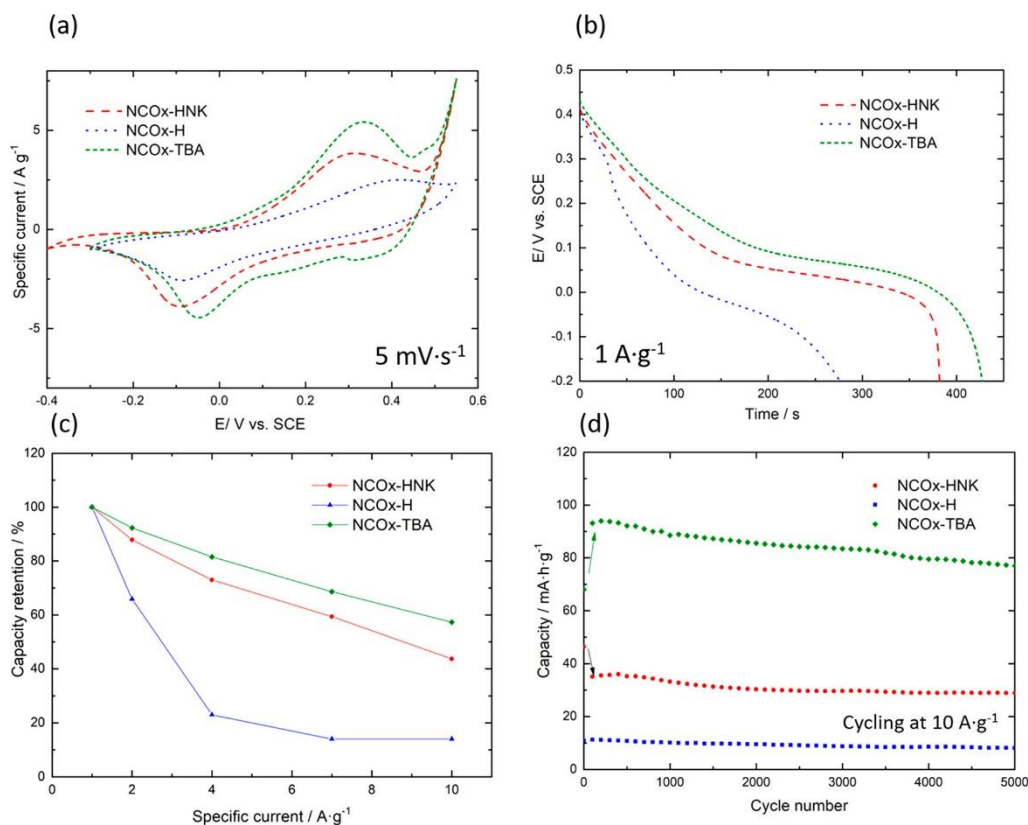 (a)
NCOx-HNK
NCOx-H
NCOx-TBA
Specific current / A g⁻¹
5
0
-5
5 mV·s⁻¹
-0.4 -0.2 0.0 0.2 0.4 0.6
E/ V vs. SCE
(b)
NCOx-HNK
NCOx-H
NCOx-TBA
E/ V vs. SCE
0.5
0.4
0.3
0.2
0.1
0.0
-0.1
-0.2
1 A·g⁻¹
0 100 200 300 400
Time / s
(c)
NCOx-HNK
NCOx-H
NCOx-TBA
Capacity retention / %
120
100
80
60
40
20
0
2 4 6 8 10
Specific current / A·g⁻¹
(d)
NCOx-HNK
NCOx-H
NCOx-TBA
Capacity / mA·h·g⁻¹
120
100
80
60
40
20
0
Cycling at 10 A·g⁻¹
0 1000 2000 3000 4000 5000
Cycle number